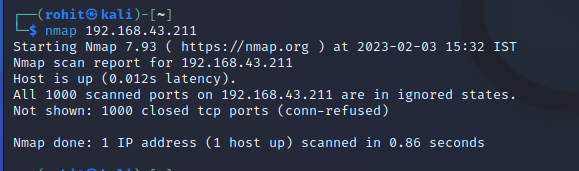 ┌──(rohit㉿kali)-[~]
└─$ nmap 192.168.43.211
Starting Nmap 7.93 ( https://nmap.org ) at 2023-02-03 15:32 IST
Nmap scan report for 192.168.43.211
Host is up (0.012s latency).
All 1000 scanned ports on 192.168.43.211 are in ignored states.
Not shown: 1000 closed tcp ports (conn-refused)

Nmap done: 1 IP address (1 host up) scanned in 0.86 seconds

┌──(rohit㉿kali)-[~]